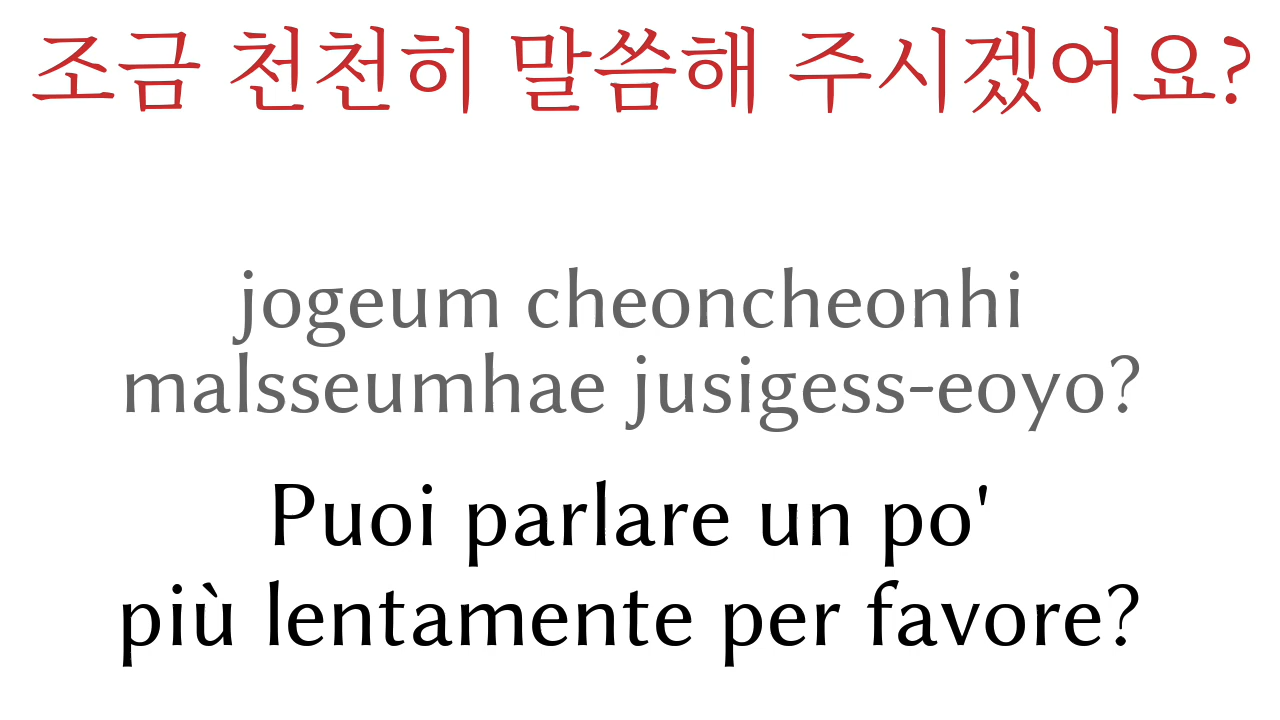 조금 천천히 말씀해 주시겠어요?
jogeum cheoncheonhi
malsseumhae jusigess-eoyo?
Puoi parlare un po'
più lentamente per favore?